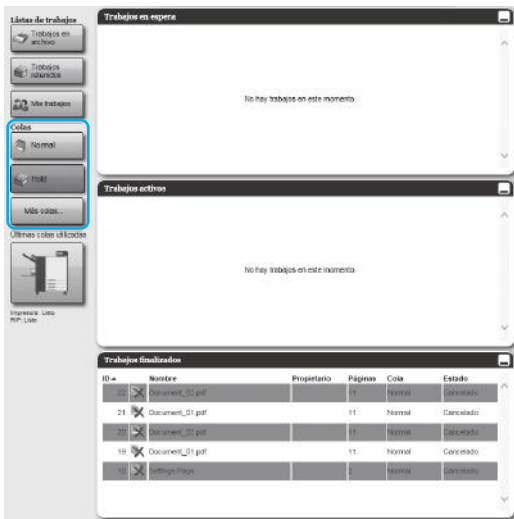 Listas de trabajos
Trabajos en
archivo
Trabajos
retenidos
Mis trabajos
Colas
Normal
Hold
Más colas...
Últimas colas utilizadas
Impresora: Lista
RIP: Listo
Trabajos en espera
No hay trabajos en este momento.
Trabajos activos
No hay trabajos en este momento.
Trabajos finalizados
ID Nombre Propietario Páginas Cola Estado
22 Document_02.pdf 11 Normal Cancelado
21 Document_01.pdf 11 Normal Cancelado
20 Document_02.pdf 11 Normal Cancelado
19 Document_01.pdf 11 Normal Cancelado
18 Settings Page 2 Normal Cancelado